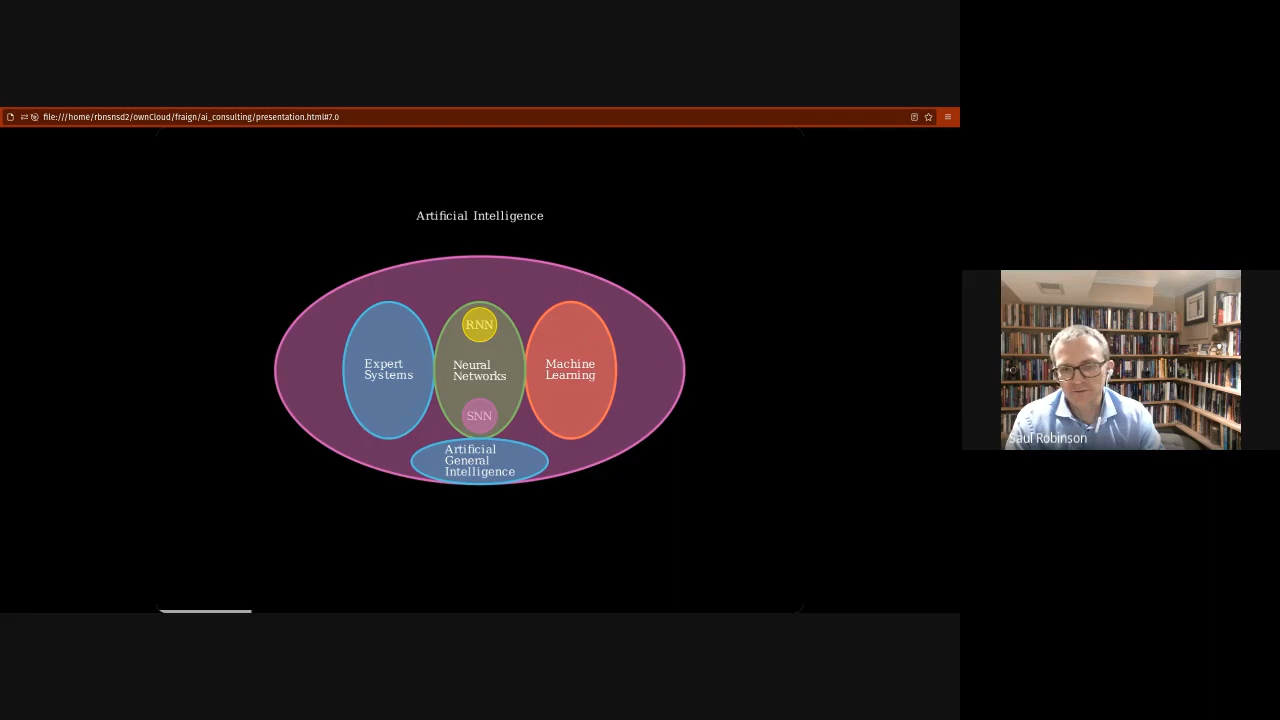 file:///home/rbnsnsd2/ownCloud/fraign/ai_consulting/presentation.html#7.0
Artificial Intelligence
RNN
Expert
Systems
Neural
Networks
Machine
Learning
SNN
Artificial
General
Intelligence
Saul Robinson